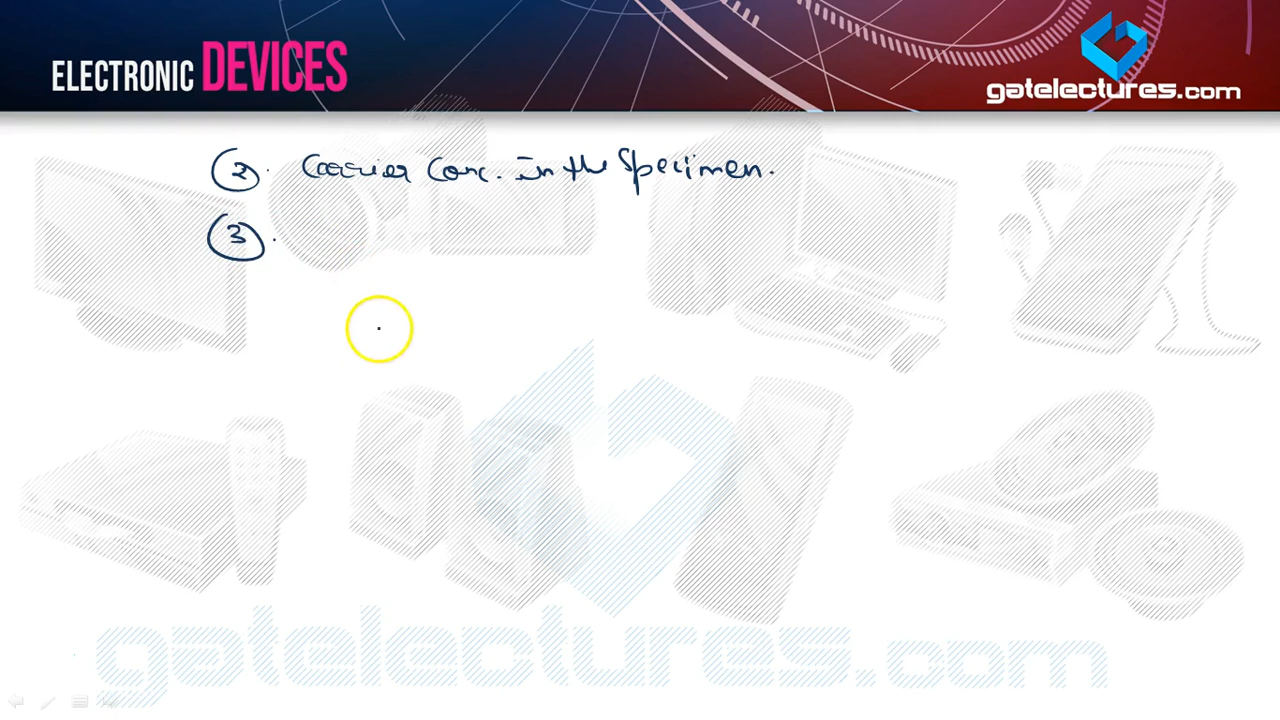 ELECTRONIC DEVICES
gatelectures.com
(2). Carrier Conc. in the Specimen.
(3).
gatelectures.com